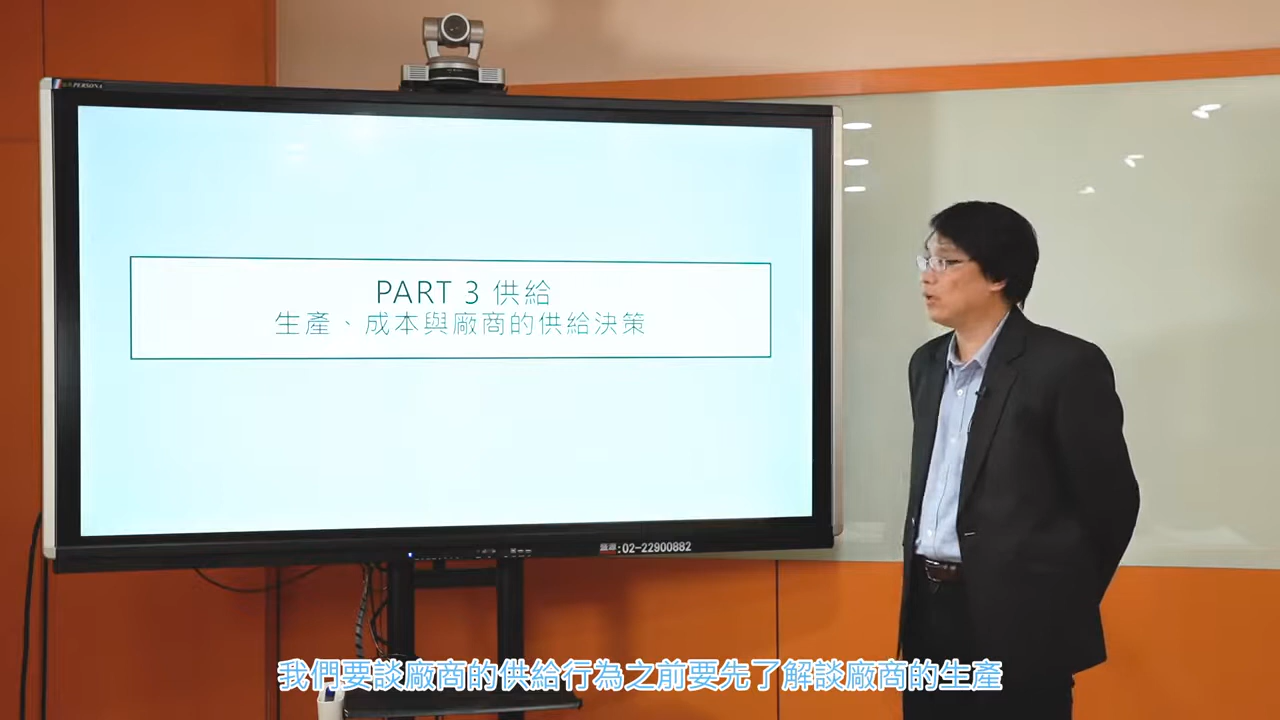 PERSONA
PART 3 供給
生產、成本與廠商的供給決策
:02-22900882
我們要談廠商的供給行為之前要先了解談廠商的生產